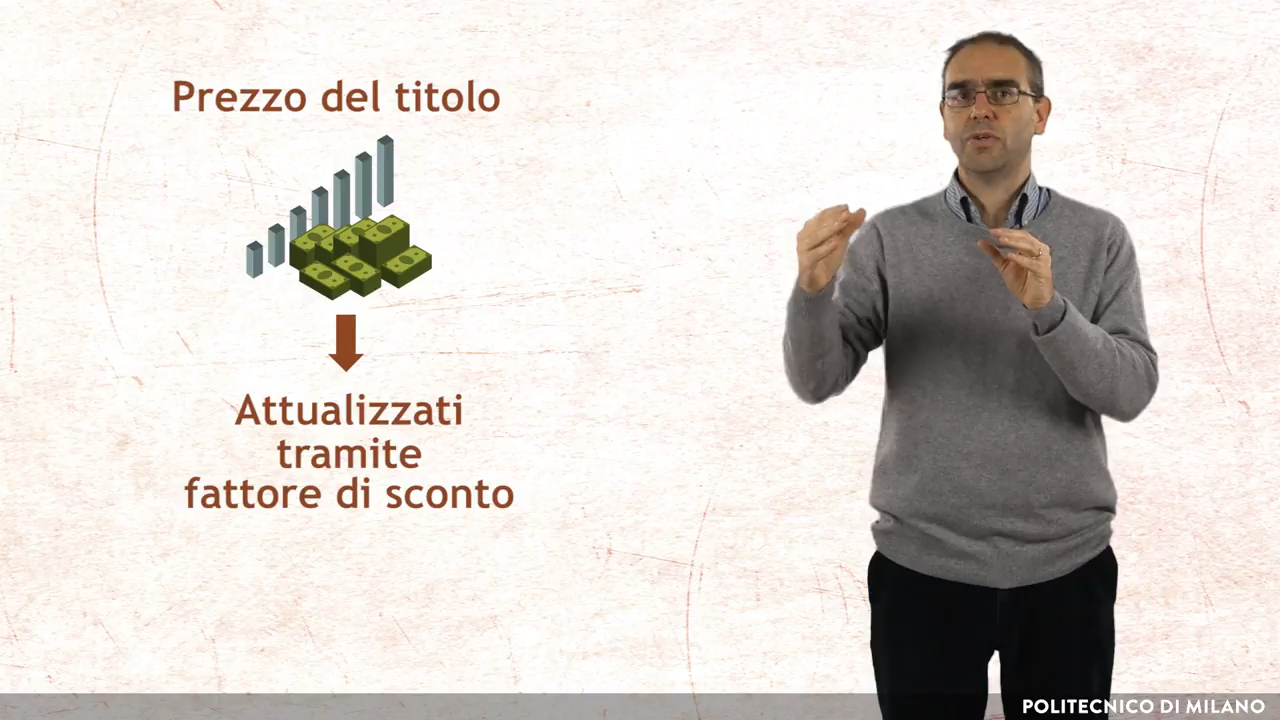 Prezzo del titolo
Attualizzati
tramite
fattore di sconto
POLITECNICO DI MILANO